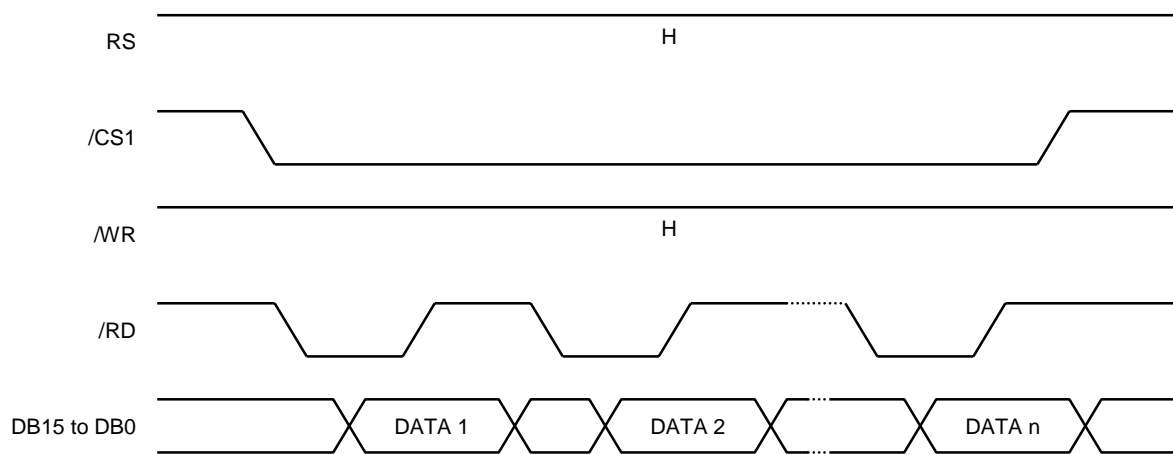 RS
H
/CS1
/WR
H
/RD
DB15 to DB0
DATA 1
DATA 2
DATA n